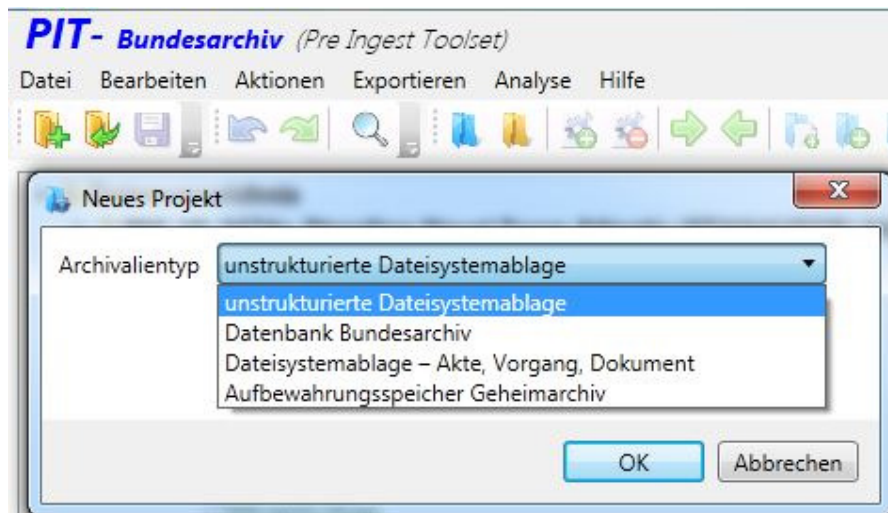 PIT- Bundesarchiv (Pre Ingest Toolset)
Datei Bearbeiten Aktionen Exportieren Analyse Hilfe
Neues Projekt
Archivalientyp unstrukturierte Dateisystemablage
unstrukturierte Dateisystemablage
Datenbank Bundesarchiv
Dateisystemablage – Akte, Vorgang, Dokument
Aufbewahrungsspeicher Geheimarchiv
OK Abbrechen